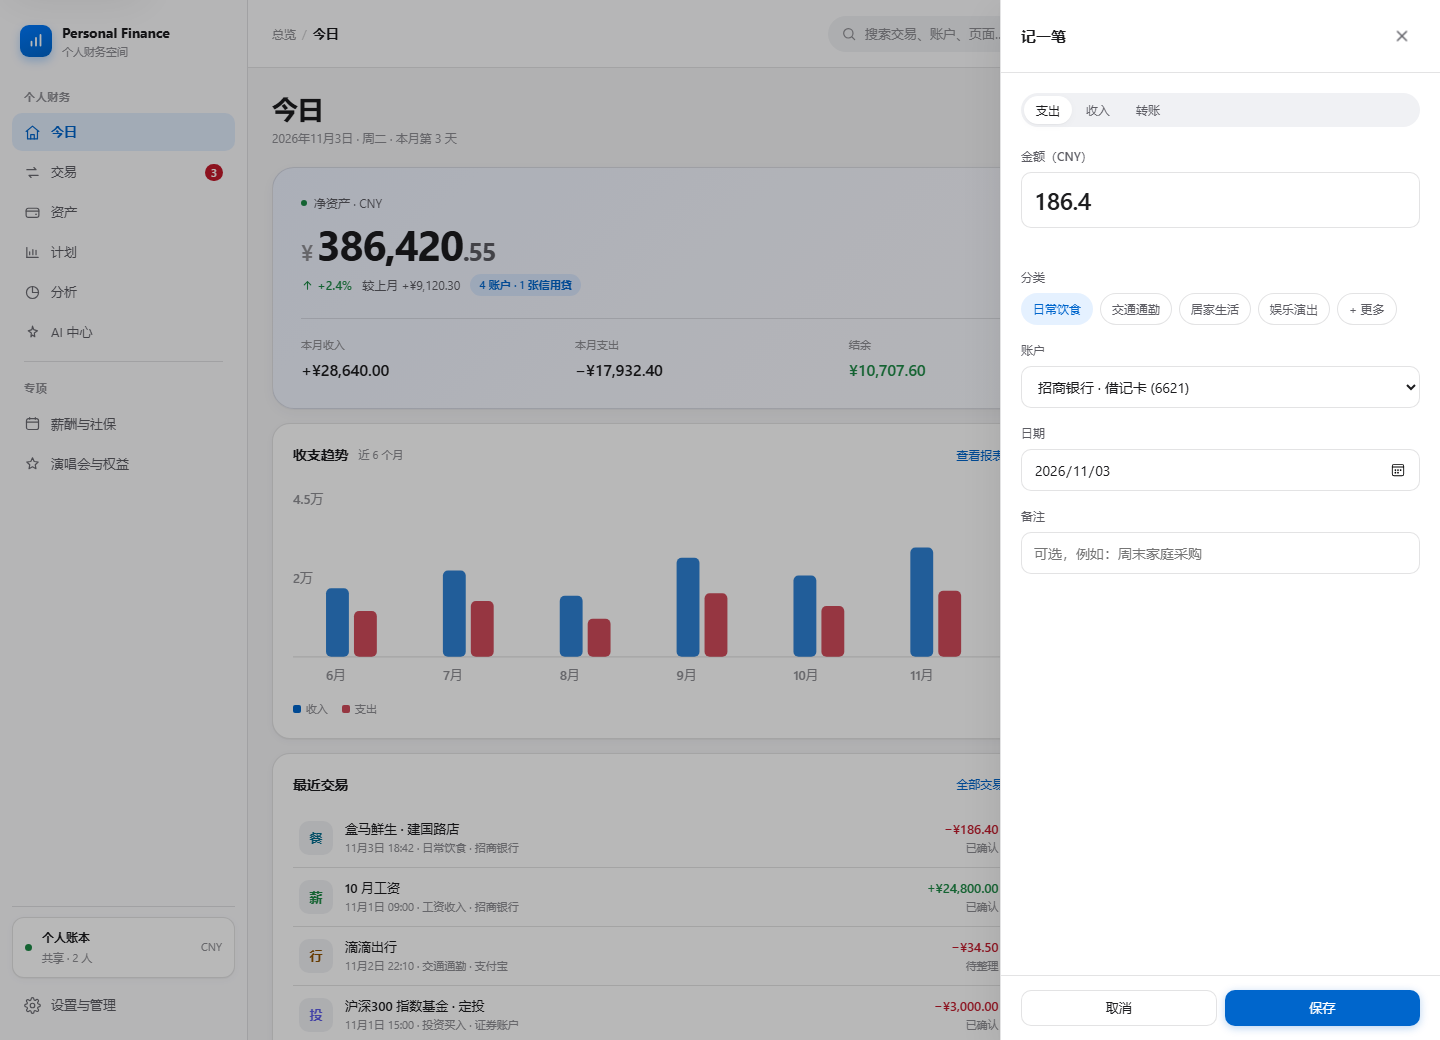 Personal Finance
个人财务空间
个人财务
今日
交易
3
资产
计划
分析
AI 中心
专项
薪酬与社保
演唱会与权益
个人账本
共享 · 2 人
CNY
设置与管理
总览 / 今日
搜索交易、账户、页面...
今日
2026年11月3日 · 周二 · 本月第 3 天
净资产 · CNY
¥ 386,420.55
+2.4% 较上月 +¥9,120.30 4 账户 · 1 张信用贷
本月收入
+¥28,640.00
本月支出
−¥17,932.40
结余
¥10,707.60
收支趋势 近 6 个月
查看报表
4.5万
2万
6月 7月 8月 9月 10月 11月
收入 支出
最近交易
全部交易
餐
盒马鲜生 · 建国路店
11月3日 18:42 · 日常饮食 · 招商银行
−¥186.40
已确认
薪
10 月工资
11月1日 09:00 · 工资收入 · 招商银行
+¥24,800.00
已确认
行
滴滴出行
11月2日 22:10 · 交通通勤 · 支付宝
−¥34.50
待整理
投
沪深300 指数基金 · 定投
11月1日 15:00 · 投资买入 · 证券账户
−¥3,000.00
已确认
记一笔
支出 收入 转账
金额（CNY）
186.4
分类
日常饮食 交通通勤 居家生活 娱乐演出 + 更多
账户
招商银行 · 借记卡 (6621)
日期
2026/11/03
备注
可选，例如：周末家庭采购
取消
保存